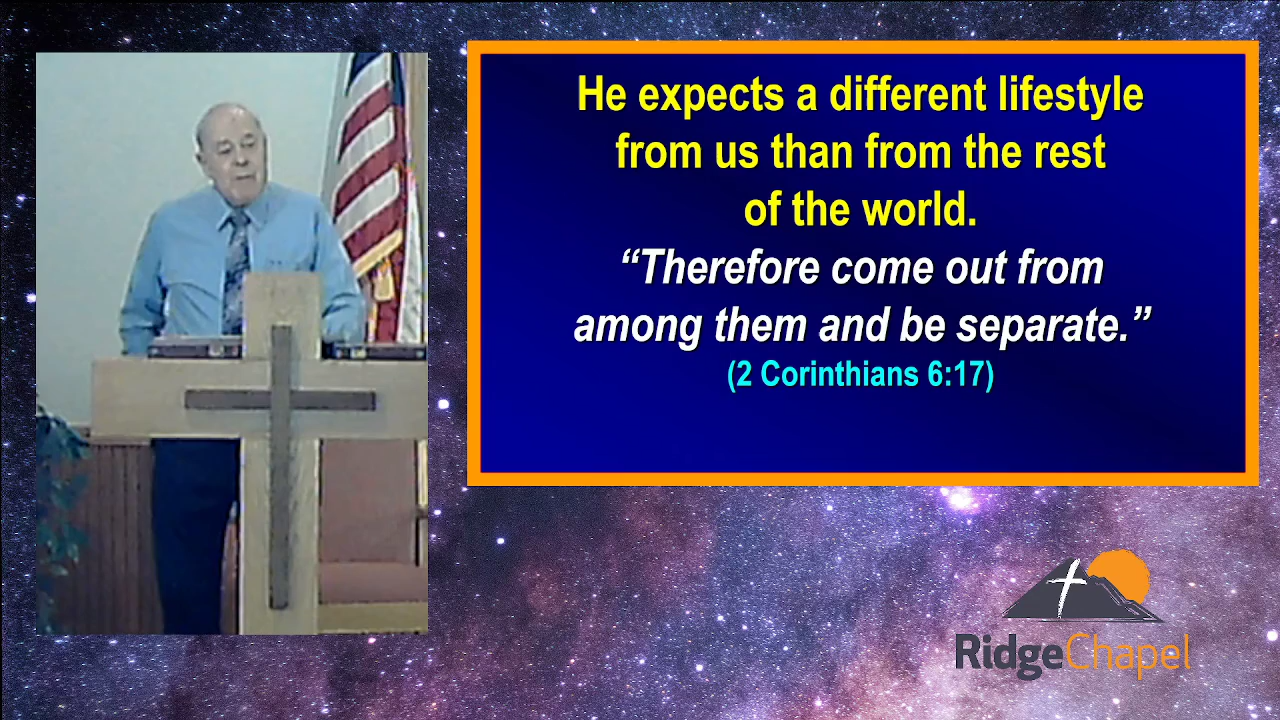 He expects a different lifestyle
from us than from the rest
of the world.
“Therefore come out from
among them and be separate.”
(2 Corinthians 6:17)
RidgeChapel